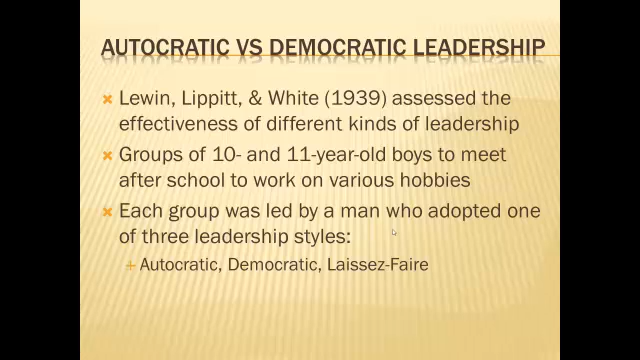 AUTOCRATIC VS DEMOCRATIC LEADERSHIP
Lewin, Lippitt, & White (1939) assessed the
effectiveness of different kinds of leadership
Groups of 10- and 11-year-old boys to meet
after school to work on various hobbies
Each group was led by a man who adopted one
of three leadership styles:
Autocratic, Democratic, Laissez-Faire